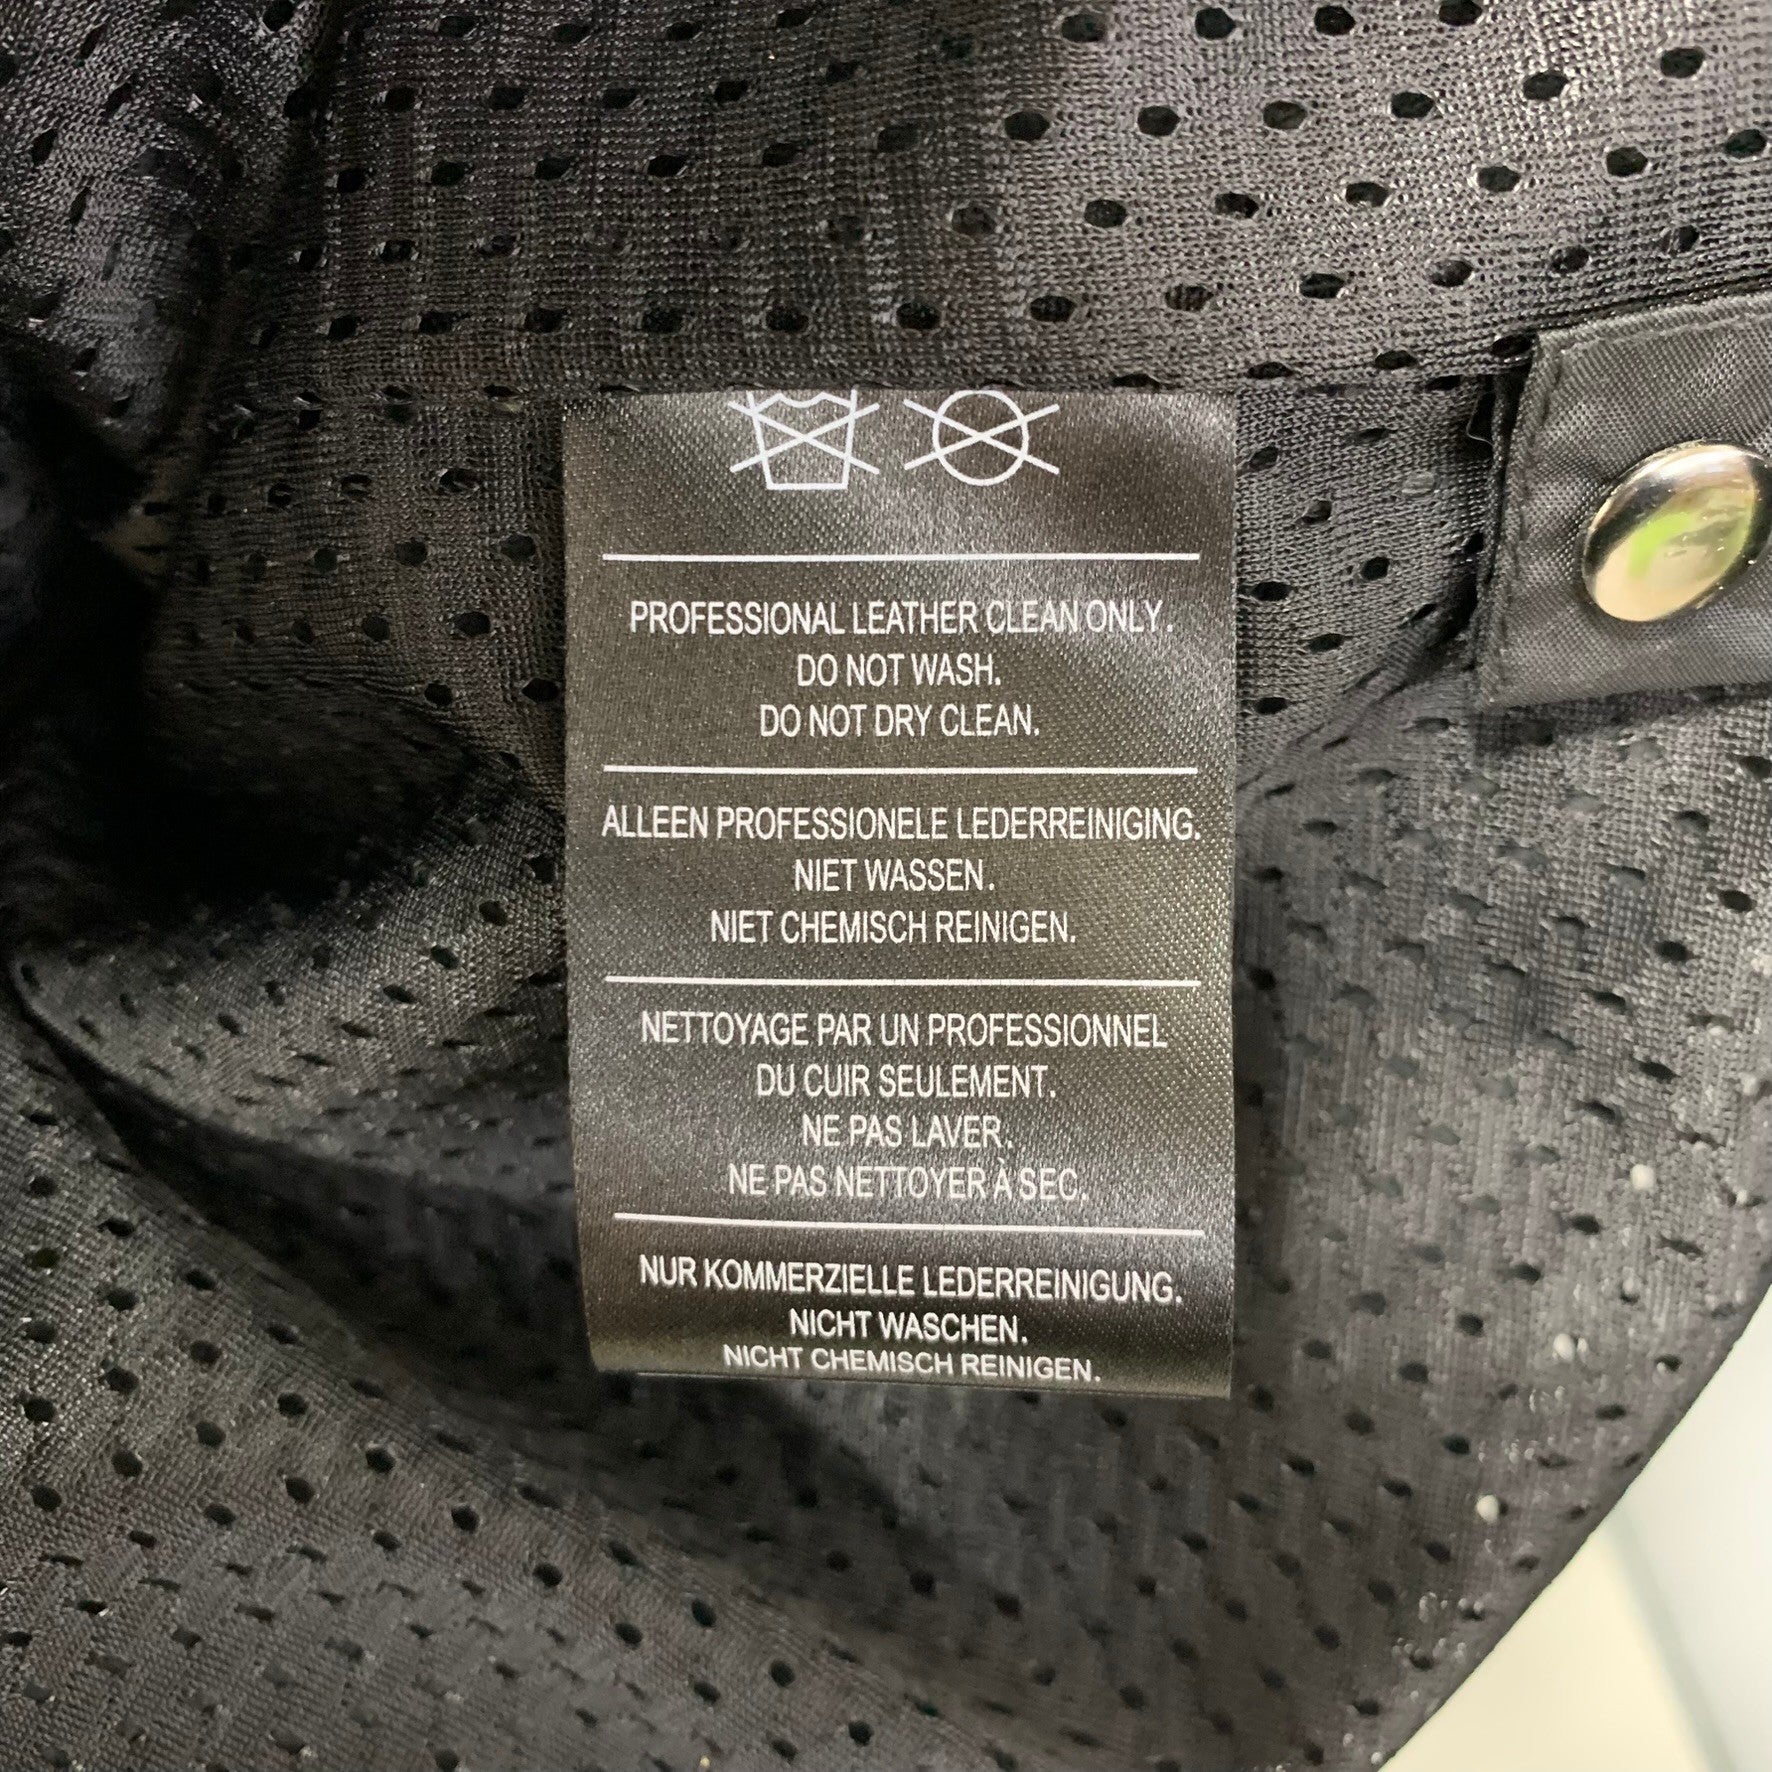 PROFESSIONAL LEATHER CLEAN ONLY.
DO NOT WASH.
DO NOT DRY CLEAN.
ALLEEN PROFESSIONELE LEDERREINIGING.
NIET WASSEN.
NIET CHEMISCH REINIGEN.
NETTOYAGE PAR UN PROFESSIONNEL
DU CUIR SEULEMENT.
NE PAS LAVER.
NE PAS NETTOYER À SEC.
NUR KOMMERZIELLE LEDERREINIGUNG.
NICHT WASCHEN.
NICHT CHEMISCH REINIGEN.